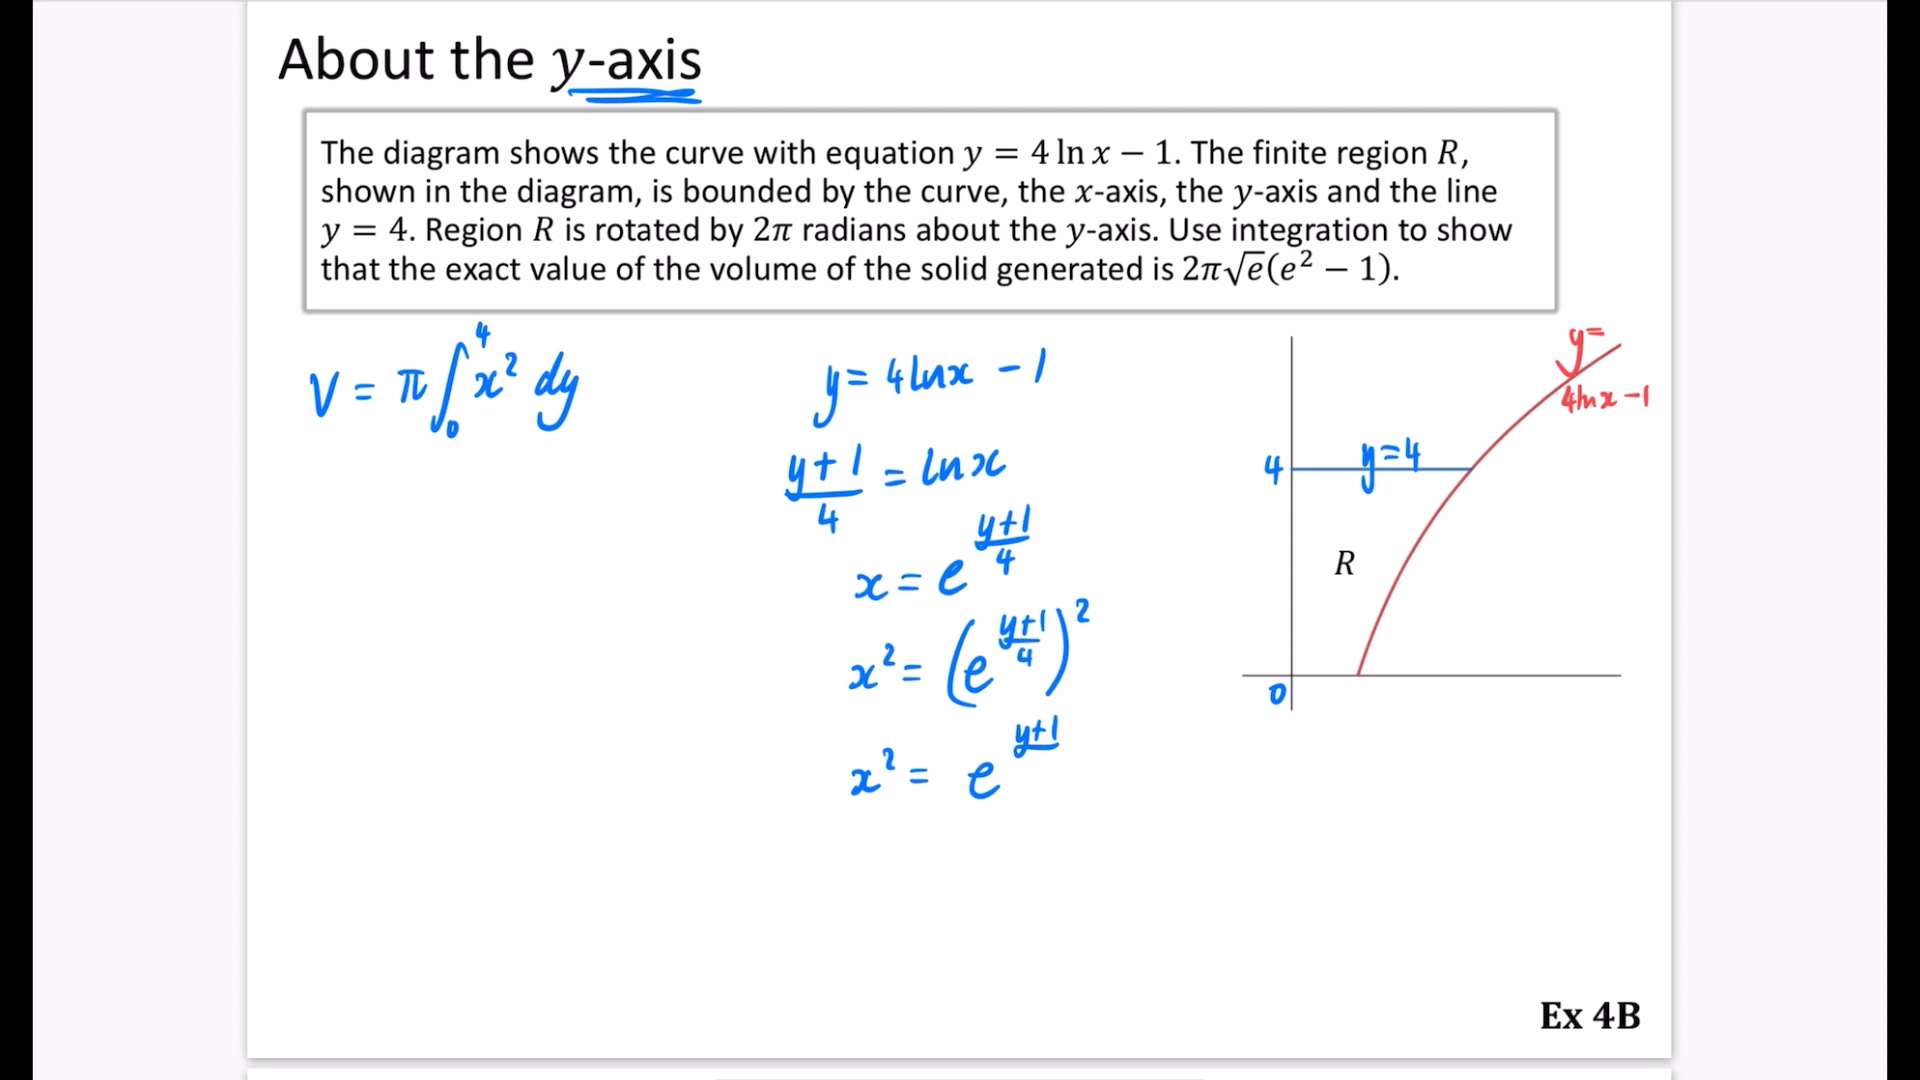 About the y-axis
The diagram shows the curve with equation y = 4 ln x − 1. The finite region R,
shown in the diagram, is bounded by the curve, the x-axis, the y-axis and the line
y = 4. Region R is rotated by 2π radians about the y-axis. Use integration to show
that the exact value of the volume of the solid generated is 2π√e(e² − 1).
V = π∫₀⁴ x² dy
y = 4lnx − 1
(y+1)/4 = lnx
x = e^((y+1)/4)
x² = (e^((y+1)/4))²
x² = e^(y+1)
y=
4lnx −1
4
y=4
R
0
Ex 4B